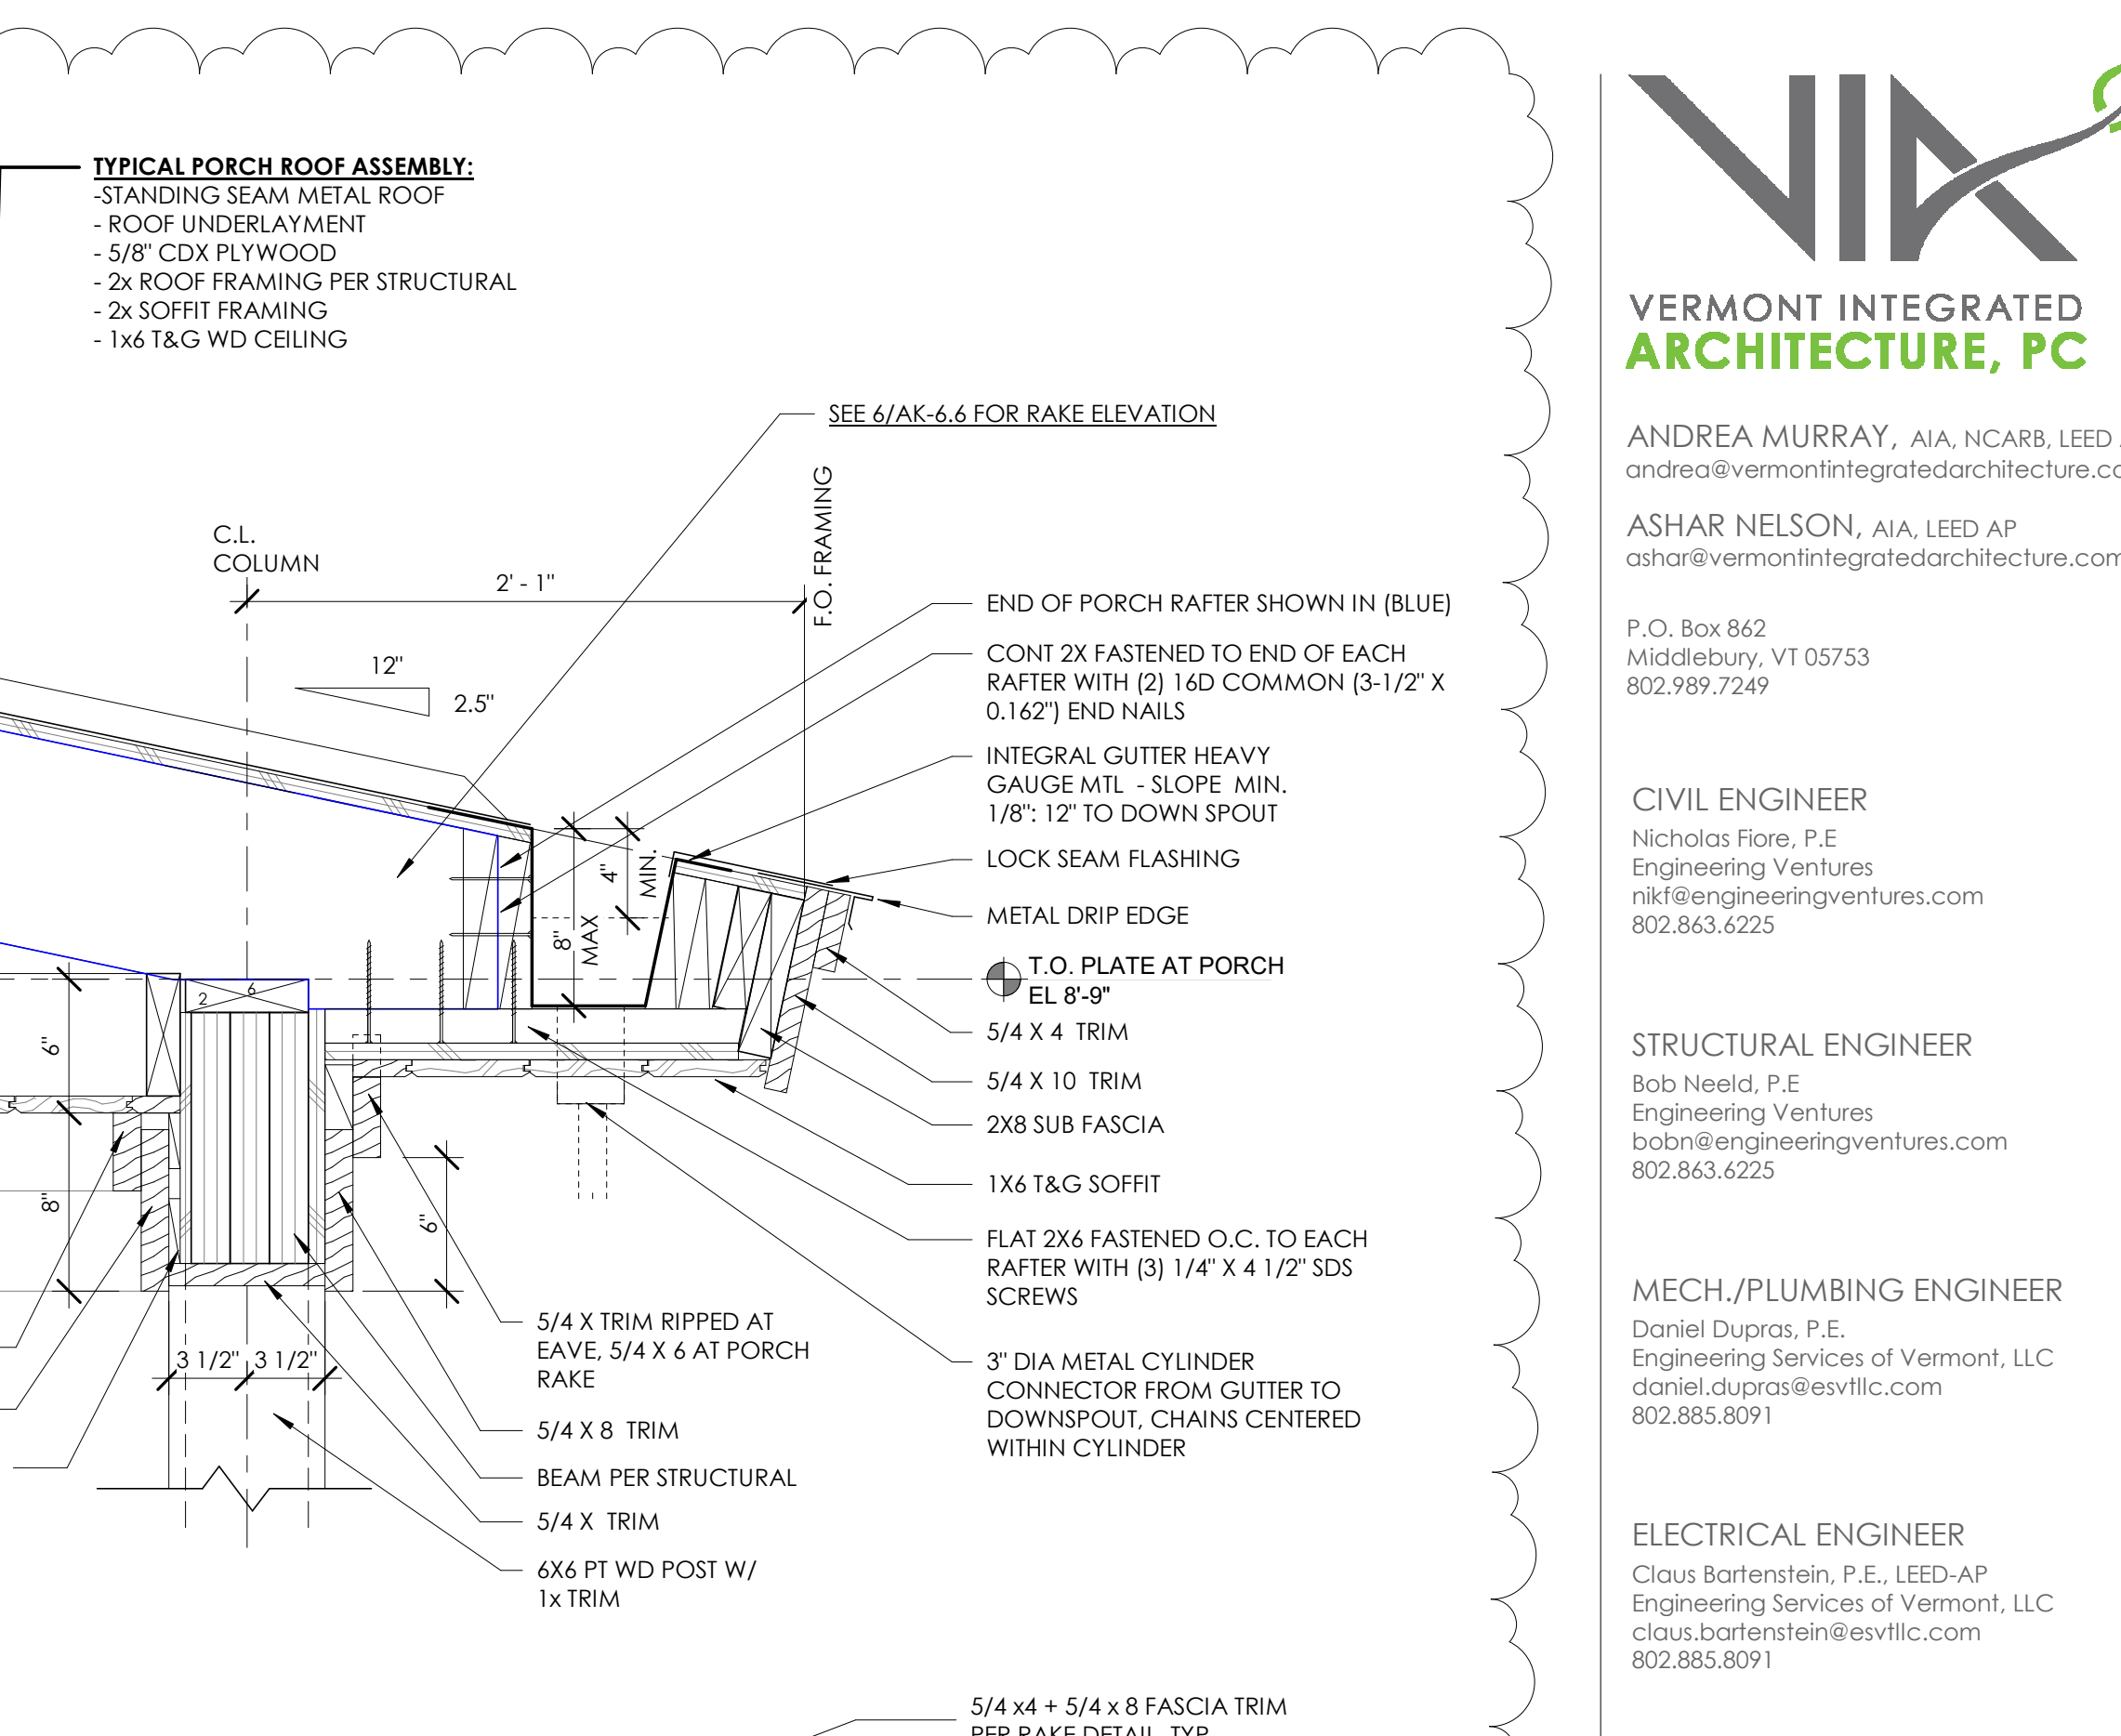 TYPICAL PORCH ROOF ASSEMBLY:
-STANDING SEAM METAL ROOF
- ROOF UNDERLAYMENT
- 5/8" CDX PLYWOOD
- 2x ROOF FRAMING PER STRUCTURAL
- 2x SOFFIT FRAMING
- 1x6 T&G WD CEILING
SEE 6/AK-6.6 FOR RAKE ELEVATION
C.L.
COLUMN
2' - 1"
F.O. FRAMING
12"
2.5"
END OF PORCH RAFTER SHOWN IN (BLUE)
CONT 2X FASTENED TO END OF EACH
RAFTER WITH (2) 16D COMMON (3-1/2" X
0.162") END NAILS
INTEGRAL GUTTER HEAVY
GAUGE MTL - SLOPE MIN.
1/8": 12" TO DOWN SPOUT
LOCK SEAM FLASHING
METAL DRIP EDGE
4"
MIN.
8"
MAX
T.O. PLATE AT PORCH
EL 8'-9"
5/4 X 4 TRIM
5/4 X 10 TRIM
2X8 SUB FASCIA
1X6 T&G SOFFIT
FLAT 2X6 FASTENED O.C. TO EACH
RAFTER WITH (3) 1/4" X 4 1/2" SDS
SCREWS
3" DIA METAL CYLINDER
CONNECTOR FROM GUTTER TO
DOWNSPOUT, CHAINS CENTERED
WITHIN CYLINDER
2 6
6"
8"
6"
3 1/2" 3 1/2"
5/4 X TRIM RIPPED AT
EAVE, 5/4 X 6 AT PORCH
RAKE
5/4 X 8 TRIM
BEAM PER STRUCTURAL
5/4 X TRIM
6X6 PT WD POST W/
1x TRIM
5/4 x4 + 5/4 x 8 FASCIA TRIM
PER RAKE DETAIL, TYP
VIA
VERMONT INTEGRATED
ARCHITECTURE, PC
ANDREA MURRAY, AIA, NCARB, LEED
andrea@vermontintegratedarchitecture.co
ASHAR NELSON, AIA, LEED AP
ashar@vermontintegratedarchitecture.com
P.O. Box 862
Middlebury, VT 05753
802.989.7249
CIVIL ENGINEER
Nicholas Fiore, P.E
Engineering Ventures
nikf@engineeringventures.com
802.863.6225
STRUCTURAL ENGINEER
Bob Neeld, P.E
Engineering Ventures
bobn@engineeringventures.com
802.863.6225
MECH./PLUMBING ENGINEER
Daniel Dupras, P.E.
Engineering Services of Vermont, LLC
daniel.dupras@esvtllc.com
802.885.8091
ELECTRICAL ENGINEER
Claus Bartenstein, P.E., LEED-AP
Engineering Services of Vermont, LLC
claus.bartenstein@esvtllc.com
802.885.8091